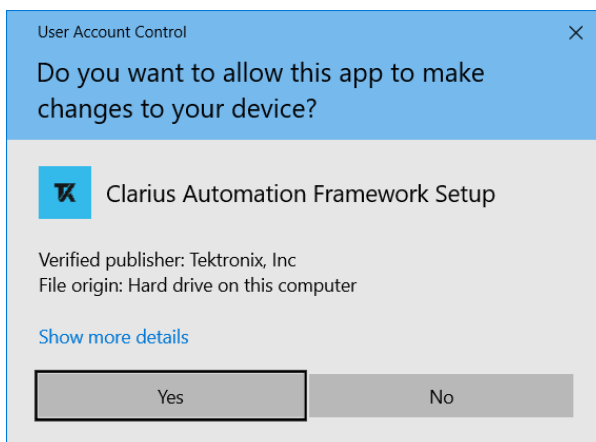 User Account Control
Do you want to allow this app to make
changes to your device?
TK
Clarius Automation Framework Setup
Verified publisher: Tektronix, Inc
File origin: Hard drive on this computer
Show more details
Yes
No